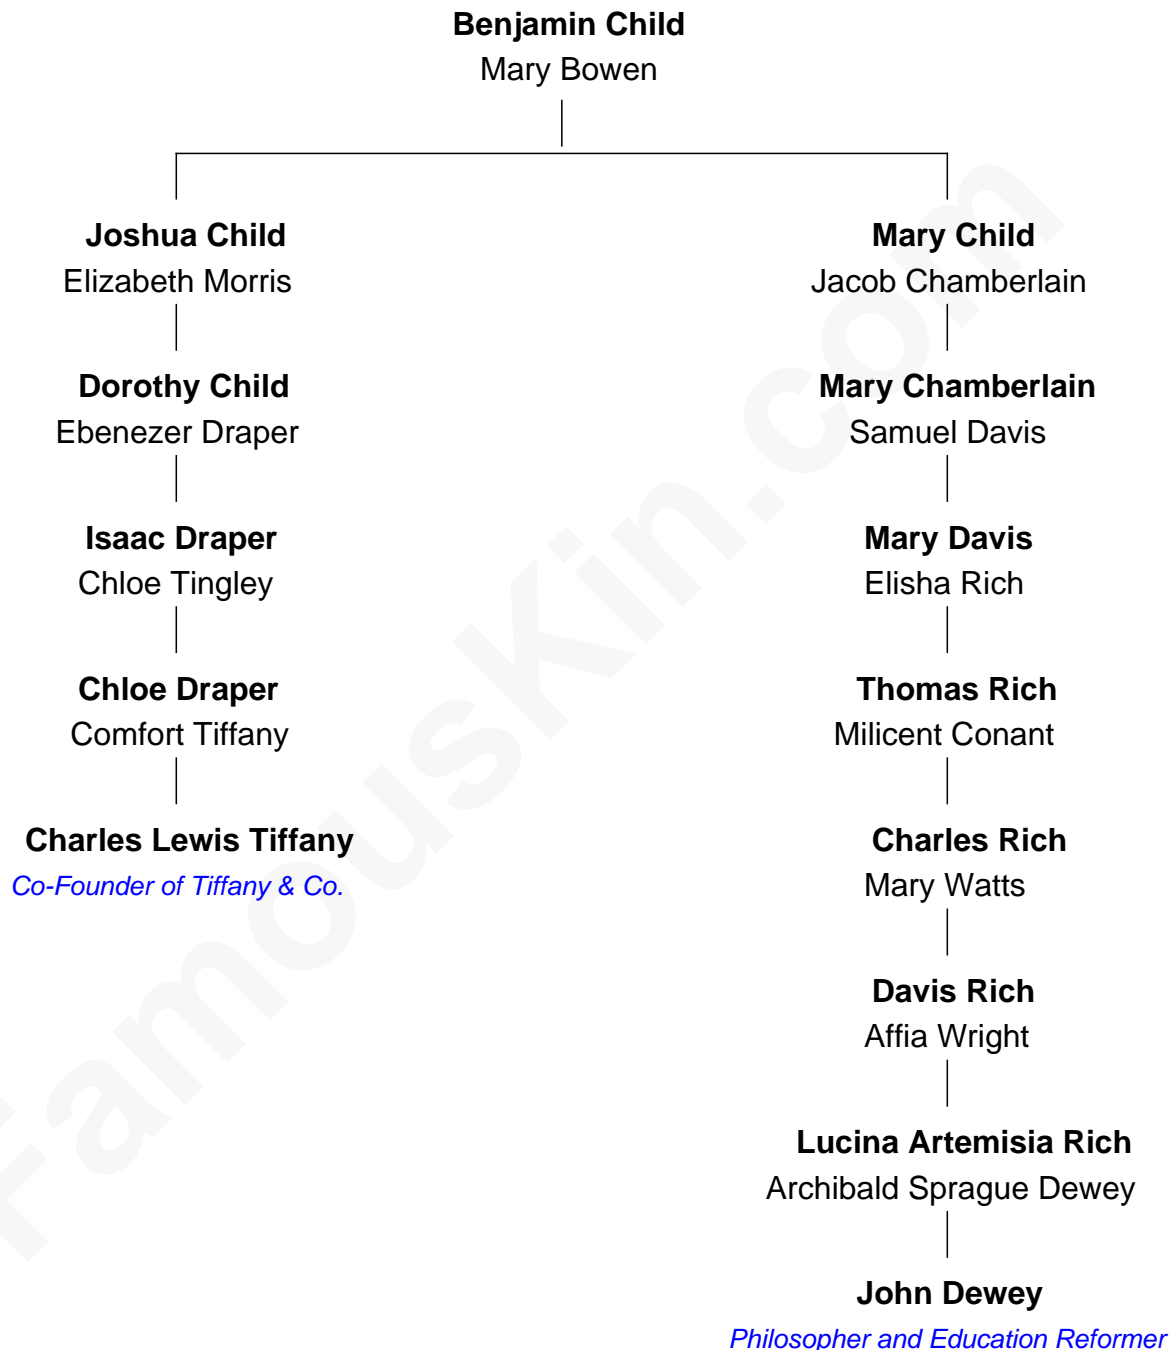 Benjamin Child
Mary Bowen
Joshua Child
Elizabeth Morris
Mary Child
Jacob Chamberlain
Dorothy Child
Ebenezer Draper
Mary Chamberlain
Samuel Davis
Isaac Draper
Chloe Tingley
Mary Davis
Elisha Rich
Chloe Draper
Comfort Tiffany
Thomas Rich
Milicent Conant
Charles Lewis Tiffany
Co-Founder of Tiffany & Co.
Charles Rich
Mary Watts
Davis Rich
Affia Wright
Lucina Artemisia Rich
Archibald Sprague Dewey
John Dewey
Philosopher and Education Reformer
FamousKin.com